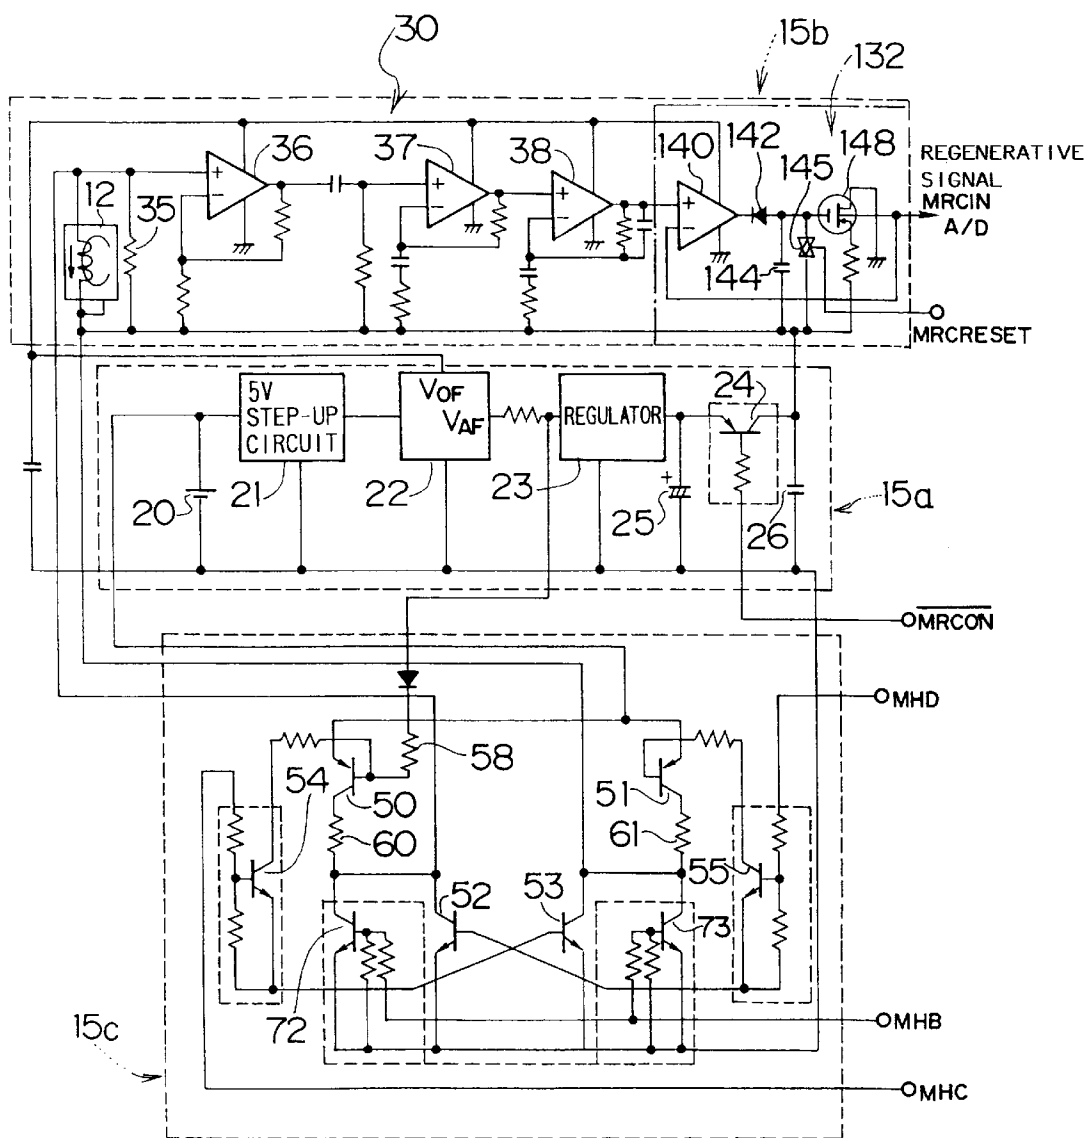 30
15b
132
36
37
38
140
142
148
145
REGENERATIVE
SIGNAL
MRCIN
A/D
12
35
144
MRCRESET
5V
STEP-UP
CIRCUIT
VOF
VAF
REGULATOR
24
21
22
23
20
25
26
15a
MRCON
MHD
58
54
50
51
60
61
55
52
53
73
72
MHB
15c
MHC
+
-
+
-
+
-
+
-
+